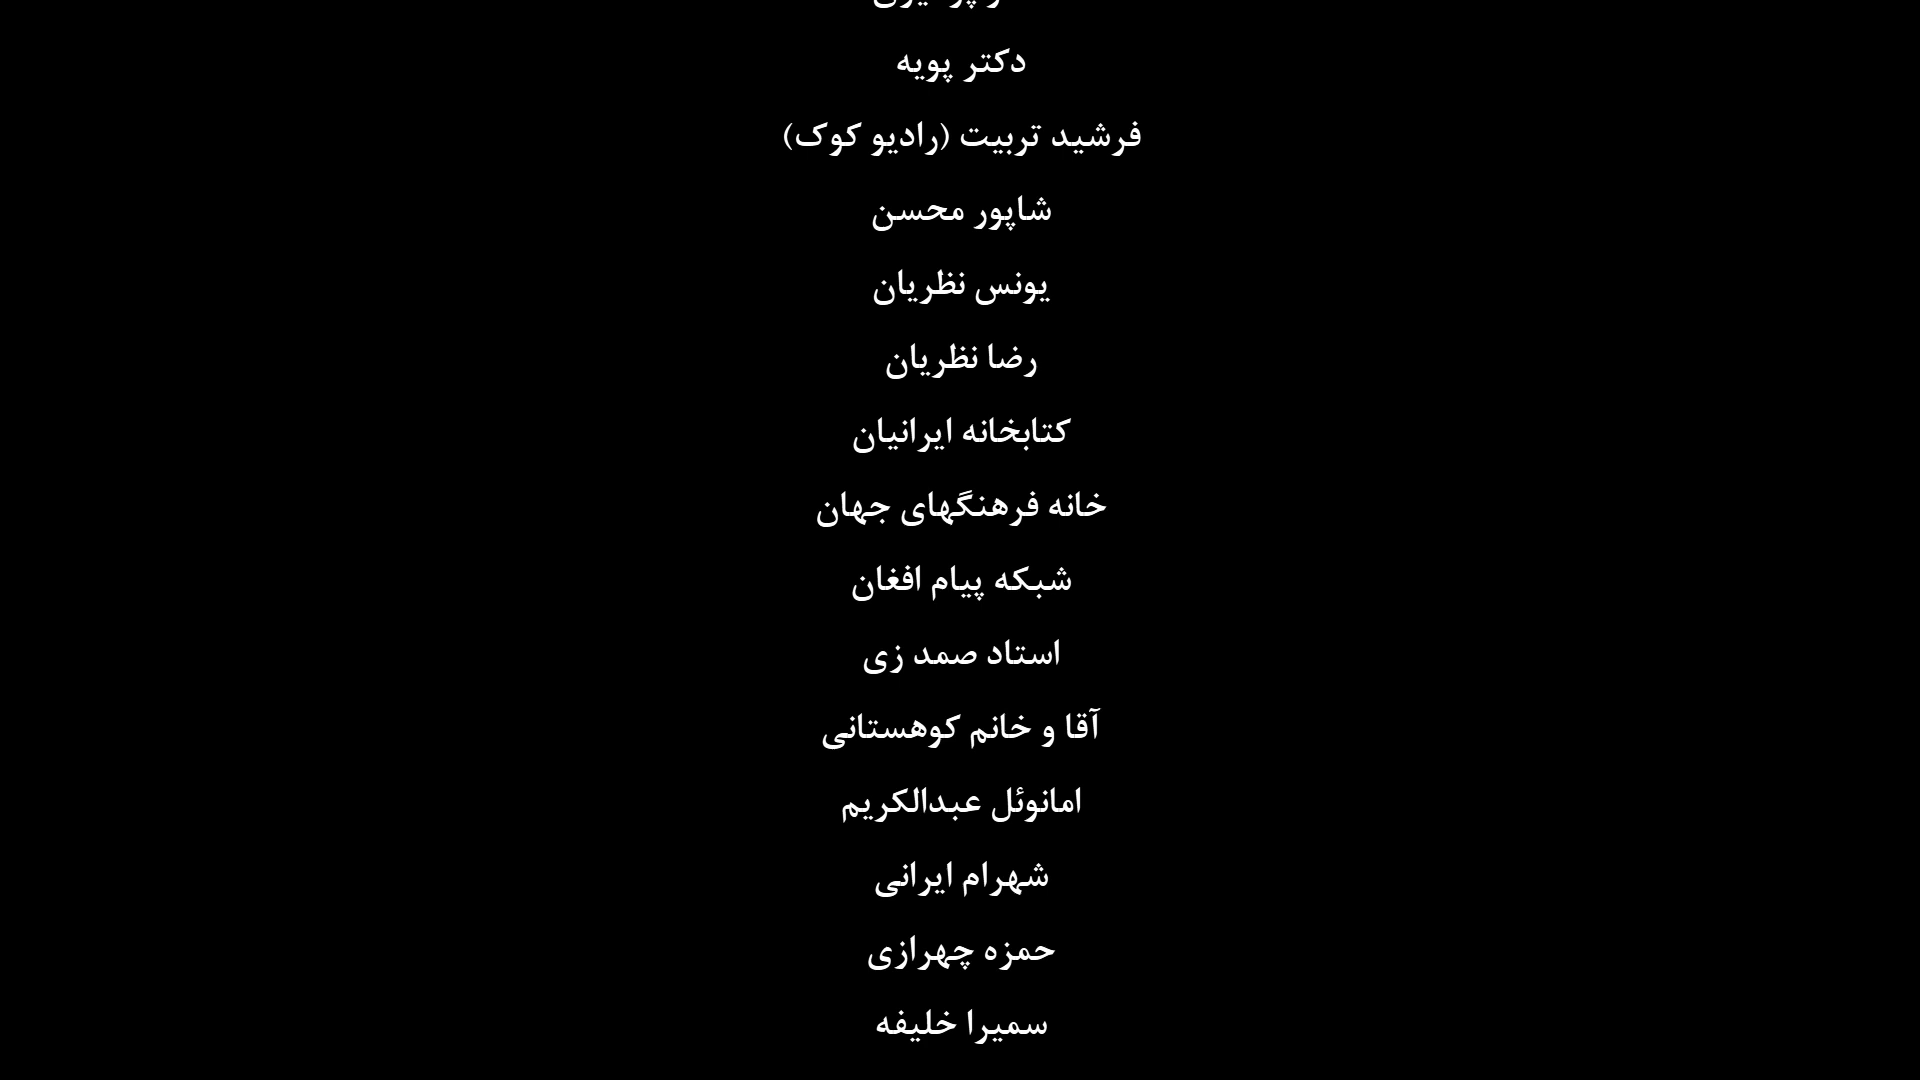 دکتر پویه
فرشید تربیت (رادیو کوک)
شاپور محسن
یونس نظریان
رضا نظریان
کتابخانه ایرانیان
خانه فرهنگهای جهان
شبکه پیام افغان
استاد صمد زی
آقا و خانم کوهستانی
امانوئل عبدالکریم
شهرام ایرانی
حمزه چهرازی
سمیرا خلیفه